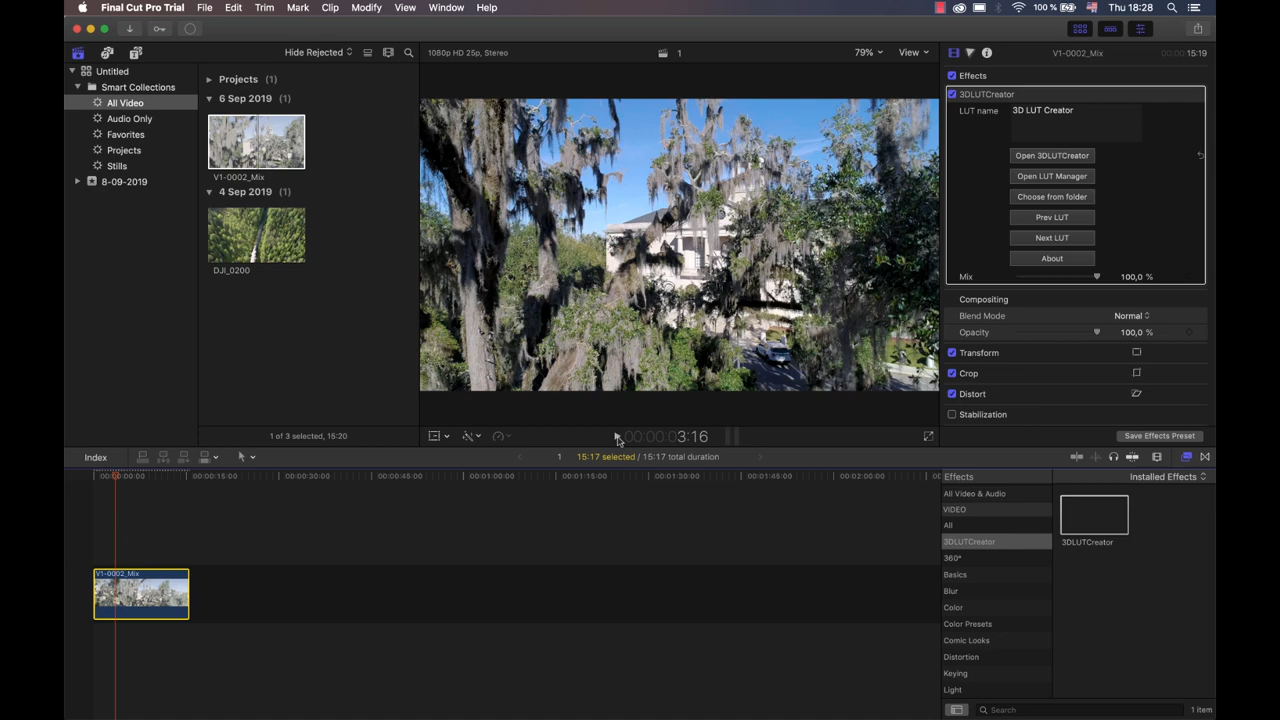 Final Cut Pro Trial File Edit Trim Mark Clip Modify View Window Help 100 % Thu 18:28
Hide Rejected 1080p HD 25p, Stereo 1 79% View V1-0002_Mix 15:19
Untitled
Smart Collections
All Video
Audio Only
Favorites
Projects
Stills
8-09-2019
Projects (1)
6 Sep 2019 (1)
V1-0002_Mix
4 Sep 2019 (1)
DJI_0200
1 of 3 selected, 15:20
00:00:00:03:16
Effects
3DLUTCreator
LUT name 3D LUT Creator
Open 3DLUTCreator
Open LUT Manager
Choose from folder
Prev LUT
Next LUT
About
Mix 100,0 %
Compositing
Blend Mode Normal
Opacity 100,0 %
Transform
Crop
Distort
Stabilization
Save Effects Preset
Index 1 15:17 selected / 15:17 total duration
00:00:00:00 00:00:15:00 00:00:30:00 00:00:45:00 00:01:00:00 00:01:15:00 00:01:30:00 00:01:45:00 00:02:00:00
V1-0002_Mix
Effects Installed Effects
All Video & Audio
VIDEO
All
3DLUTCreator
360°
Basics
Blur
Color
Color Presets
Comic Looks
Distortion
Keying
Light
3DLUTCreator
Search 1 item